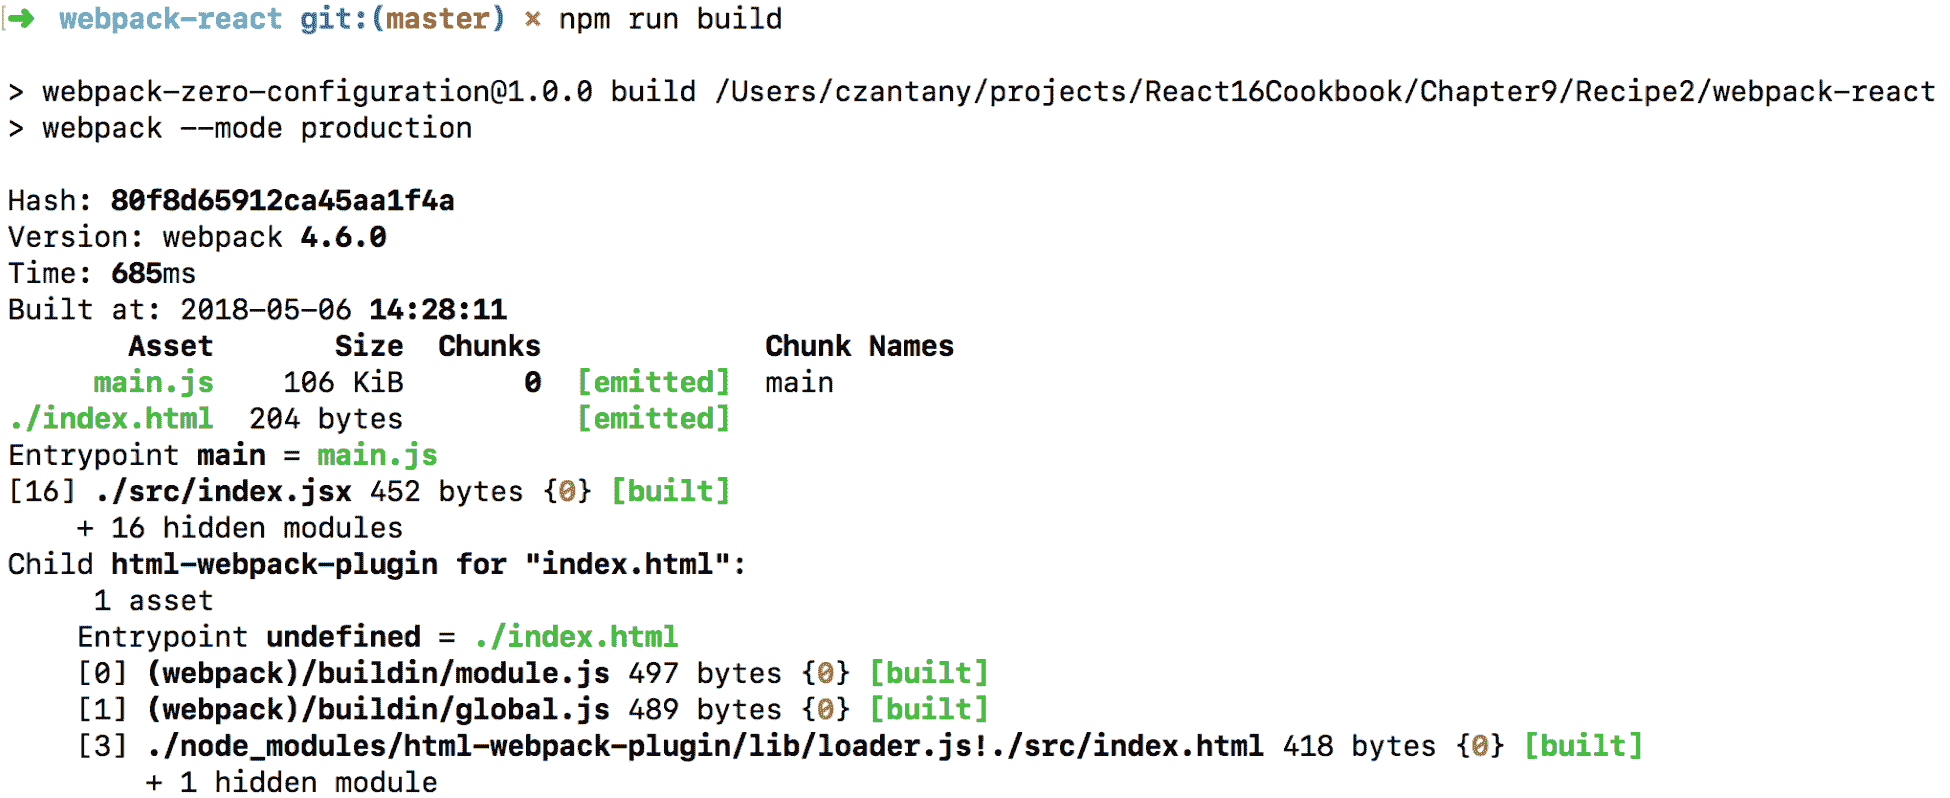 ➜ webpack-react git:(master) × npm run build
> webpack-zero-configuration@1.0.0 build /Users/czantany/projects/React16Cookbook/Chapter9/Recipe2/webpack-react
> webpack --mode production
Hash: 80f8d65912ca45aa1f4a
Version: webpack 4.6.0
Time: 685ms
Built at: 2018-05-06 14:28:11
Asset Size Chunks Chunk Names
main.js 106 KiB 0 [emitted] main
./index.html 204 bytes [emitted]
Entrypoint main = main.js
[16] ./src/index.jsx 452 bytes {0} [built]
+ 16 hidden modules
Child html-webpack-plugin for "index.html":
1 asset
Entrypoint undefined = ./index.html
[0] (webpack)/buildin/module.js 497 bytes {0} [built]
[1] (webpack)/buildin/global.js 489 bytes {0} [built]
[3] ./node_modules/html-webpack-plugin/lib/loader.js!./src/index.html 418 bytes {0} [built]
+ 1 hidden module